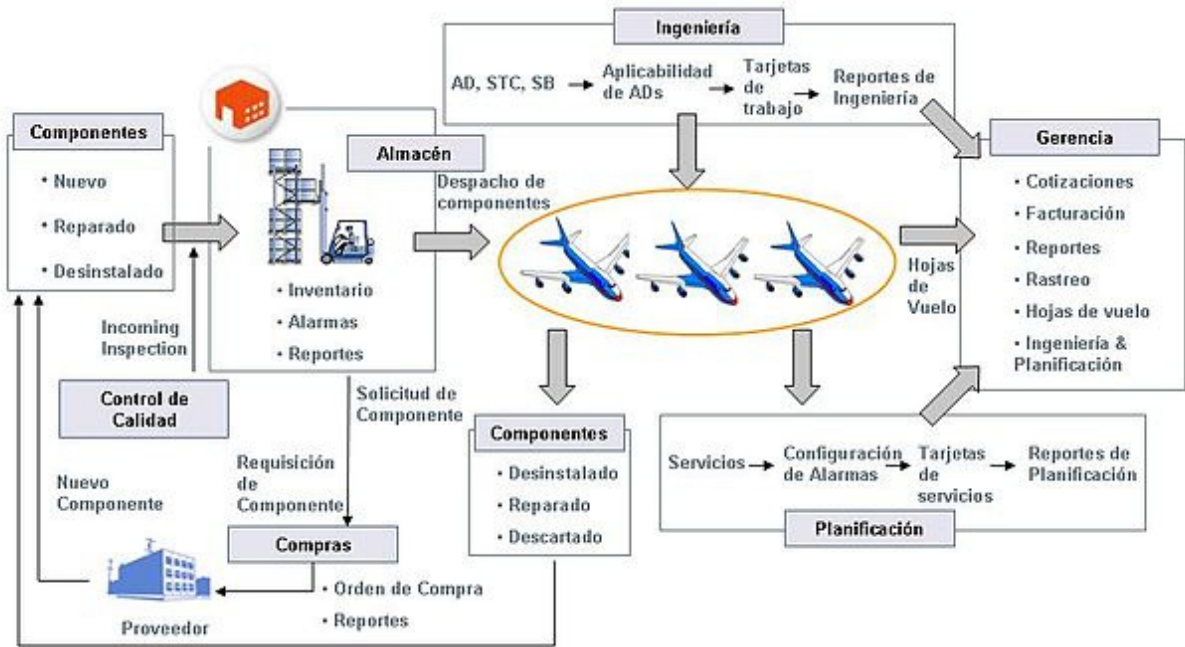 Ingeniería
AD, STC, SB
Aplicabilidad
de ADs
Tarjetas
de
trabajo
Reportes de
Ingeniería
Componentes
• Nuevo
• Reparado
• Desinstalado
Almacén
• Inventario
• Alarmas
• Reportes
Despacho de
componentes
Hojas
de
Vuelo
Gerencia
• Cotizaciones
• Facturación
• Reportes
• Rastreo
• Hojas de vuelo
• Ingeniería &
Planificación
Incoming
Inspection
Control de
Calidad
Solicitud de
Componente
Requisición
de
Componente
Nuevo
Componente
Compras
• Orden de Compra
• Reportes
Proveedor
Componentes
• Desinstalado
• Reparado
• Descartado
Servicios
Configuración
de Alarmas
Tarjetas
de
servicios
Reportes de
Planificación
Planificación